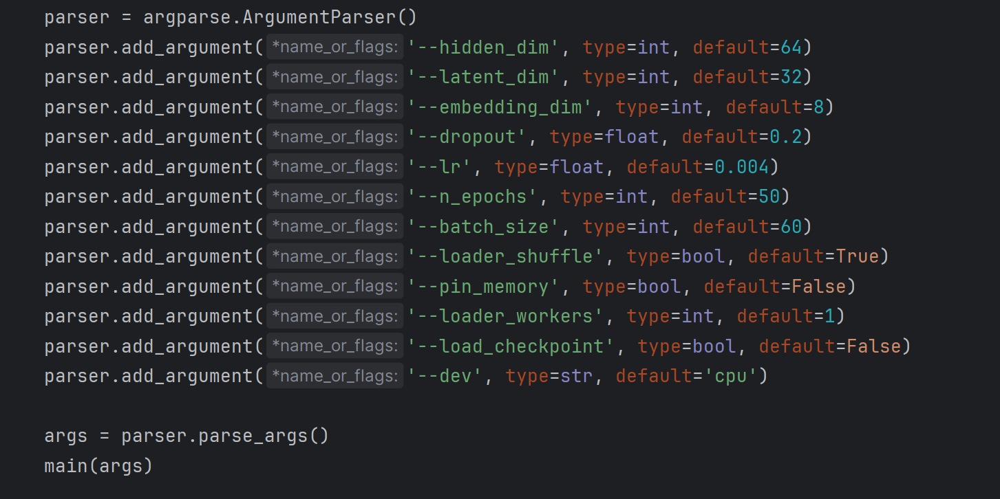 parser = argparse.ArgumentParser()
parser.add_argument(*name_or_flags: '--hidden_dim', type=int, default=64)
parser.add_argument(*name_or_flags: '--latent_dim', type=int, default=32)
parser.add_argument(*name_or_flags: '--embedding_dim', type=int, default=8)
parser.add_argument(*name_or_flags: '--dropout', type=float, default=0.2)
parser.add_argument(*name_or_flags: '--lr', type=float, default=0.004)
parser.add_argument(*name_or_flags: '--n_epochs', type=int, default=50)
parser.add_argument(*name_or_flags: '--batch_size', type=int, default=60)
parser.add_argument(*name_or_flags: '--loader_shuffle', type=bool, default=True)
parser.add_argument(*name_or_flags: '--pin_memory', type=bool, default=False)
parser.add_argument(*name_or_flags: '--loader_workers', type=int, default=1)
parser.add_argument(*name_or_flags: '--load_checkpoint', type=bool, default=False)
parser.add_argument(*name_or_flags: '--dev', type=str, default='cpu')
args = parser.parse_args()
main(args)